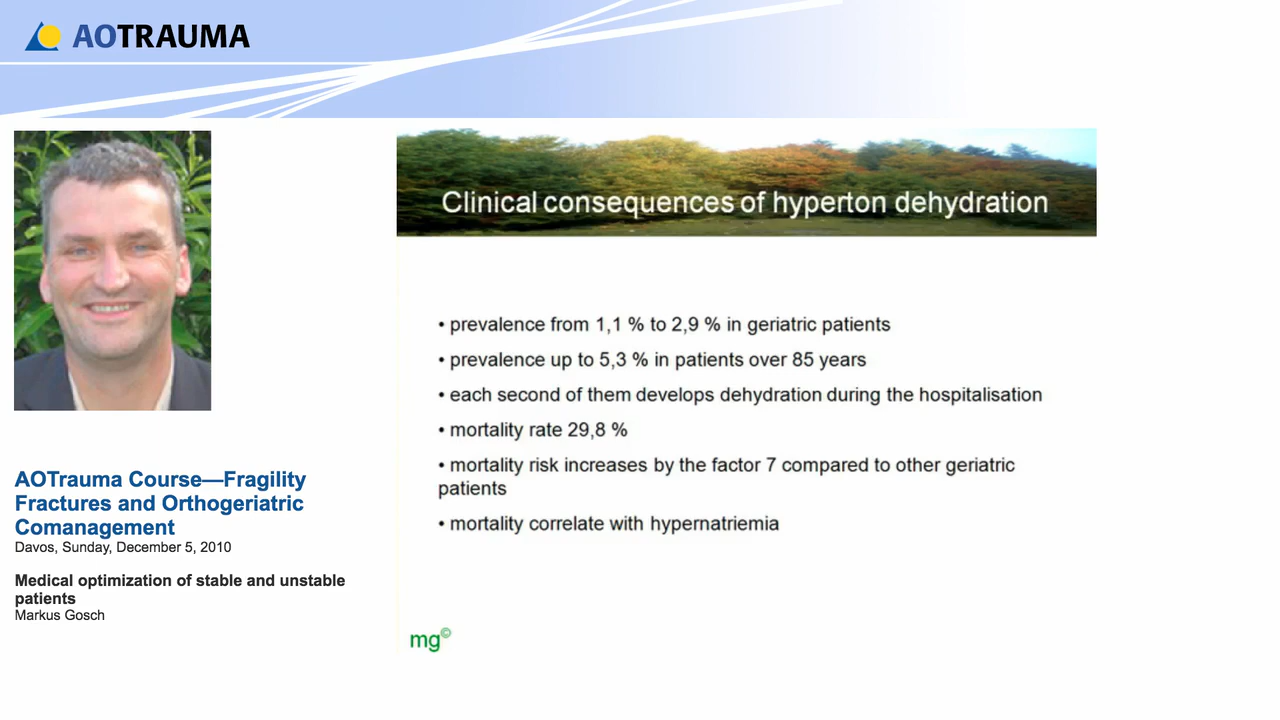 AOTRAUMA
Clinical consequences of hyperton dehydration
• prevalence from 1,1 % to 2,9 % in geriatric patients
• prevalence up to 5,3 % in patients over 85 years
• each second of them develops dehydration during the hospitalisation
• mortality rate 29,8 %
• mortality risk increases by the factor 7 compared to other geriatric
patients
• mortality correlate with hypernatriemia
mg©
AOTrauma Course—Fragility
Fractures and Orthogeriatric
Comanagement
Davos, Sunday, December 5, 2010
Medical optimization of stable and unstable
patients
Markus Gosch